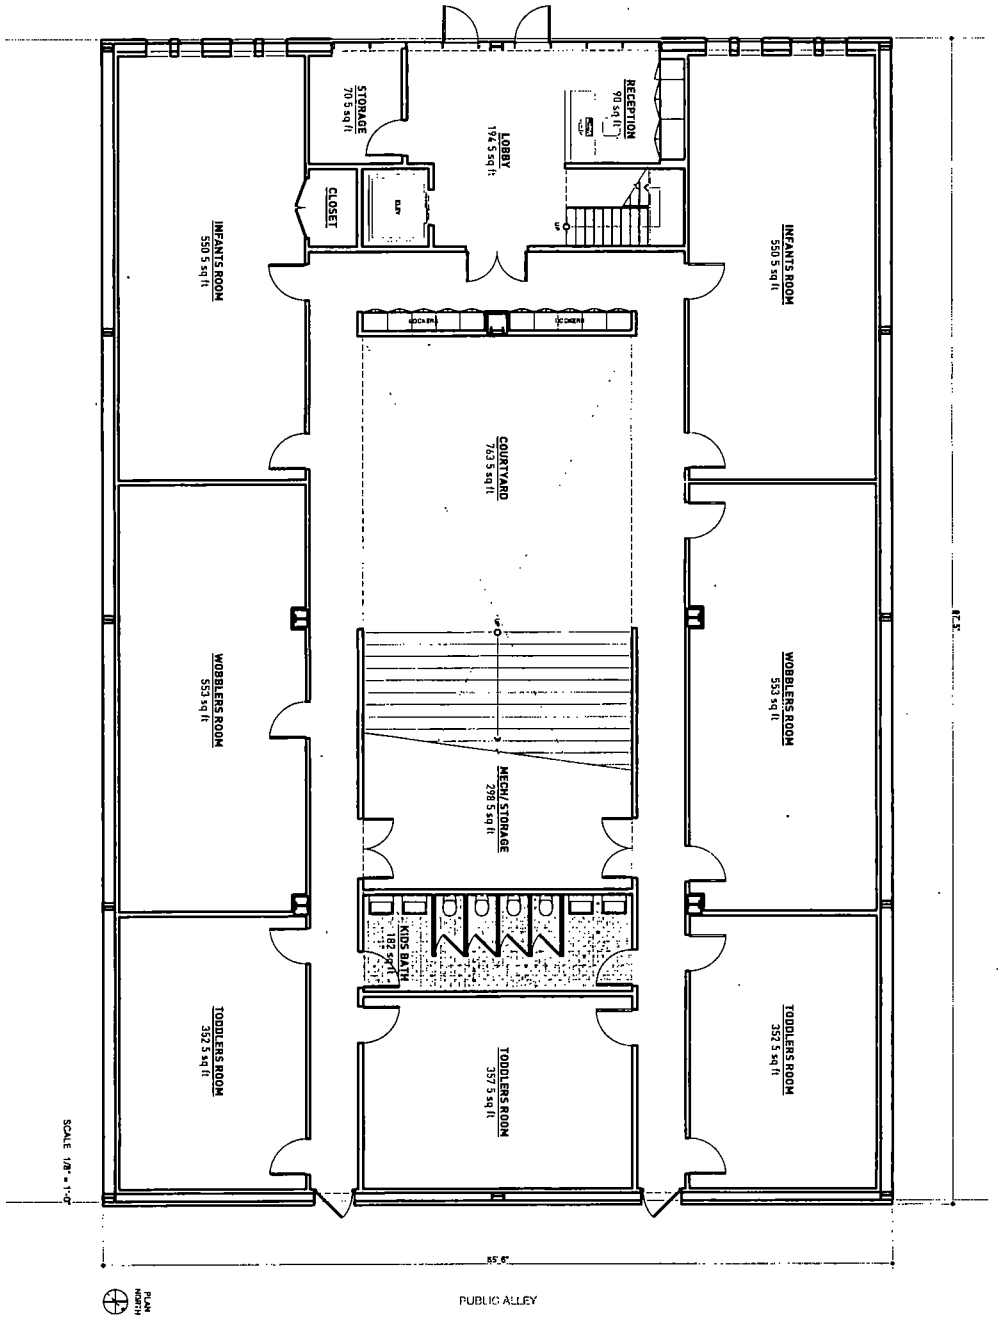 STORAGE
70 5 sq ft
RECEPTION
90 sq ft
LOBBY
194 5 sq ft
CLOSET
ELEV
UP
INFANTS ROOM
550 5 sq ft
INFANTS ROOM
550 5 sq ft
LOCKERS
LOCKERS
COURTYARD
763 5 sq ft
UP
WOBBLERS ROOM
553 sq ft
WOBBLERS ROOM
553 sq ft
MECH/ STORAGE
298 5 sq ft
KIDS BATH
182 sq ft
TODDLERS ROOM
352 5 sq ft
TODDLERS ROOM
357 5 sq ft
TODDLERS ROOM
352 5 sq ft
SCALE 1/8" = 1'-0"
PLAN
NORTH
PUBLIC ALLEY